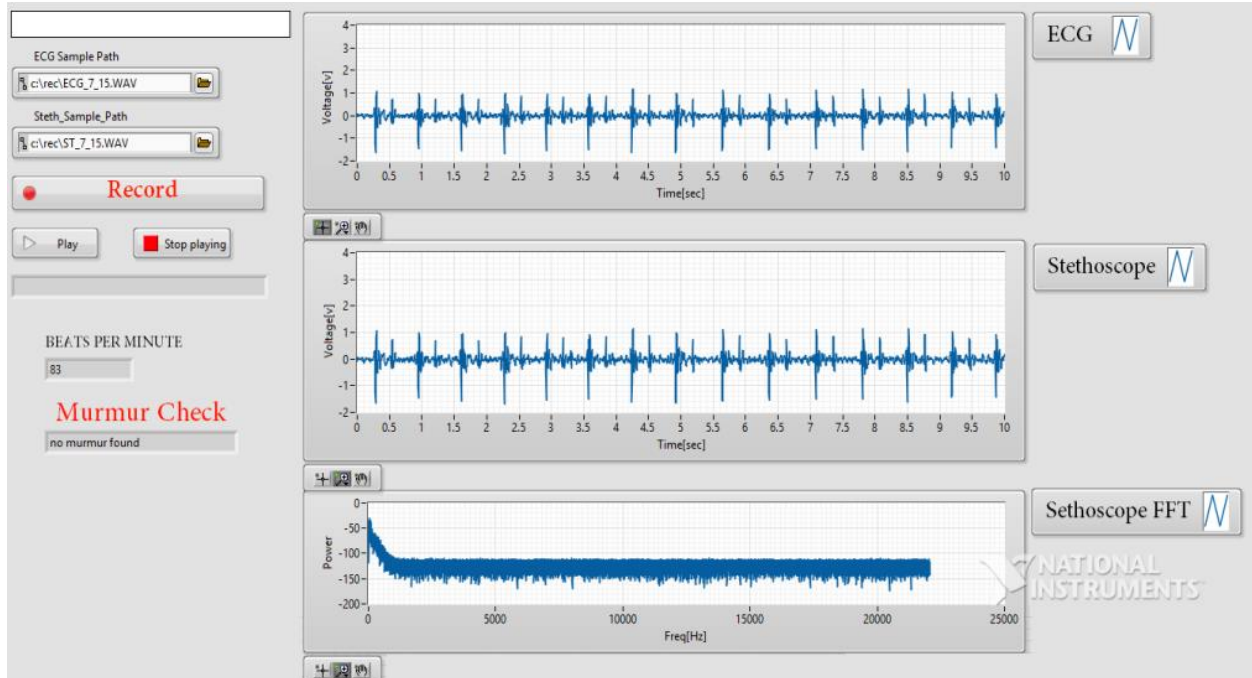 ECG Sample Path
c:\rec\ECG_7_15.WAV
Steth_Sample_Path
c:\rec\ST_7_15.WAV
Record
Play
Stop playing
BEATS PER MINUTE
83
Murmur Check
no murmur found
4
3
2
1
0
-1
-2
Voltage[v]
0 0.5 1 1.5 2 2.5 3 3.5 4 4.5 5 5.5 6 6.5 7 7.5 8 8.5 9 9.5 10
Time[sec]
ECG
4
3
2
1
0
-1
-2
Voltage[v]
0 0.5 1 1.5 2 2.5 3 3.5 4 4.5 5 5.5 6 6.5 7 7.5 8 8.5 9 9.5 10
Time[sec]
Stethoscope
0
-50
-100
-150
-200
Power
0 5000 10000 15000 20000 25000
Freq[Hz]
Sethoscope FFT
NATIONAL
INSTRUMENTS